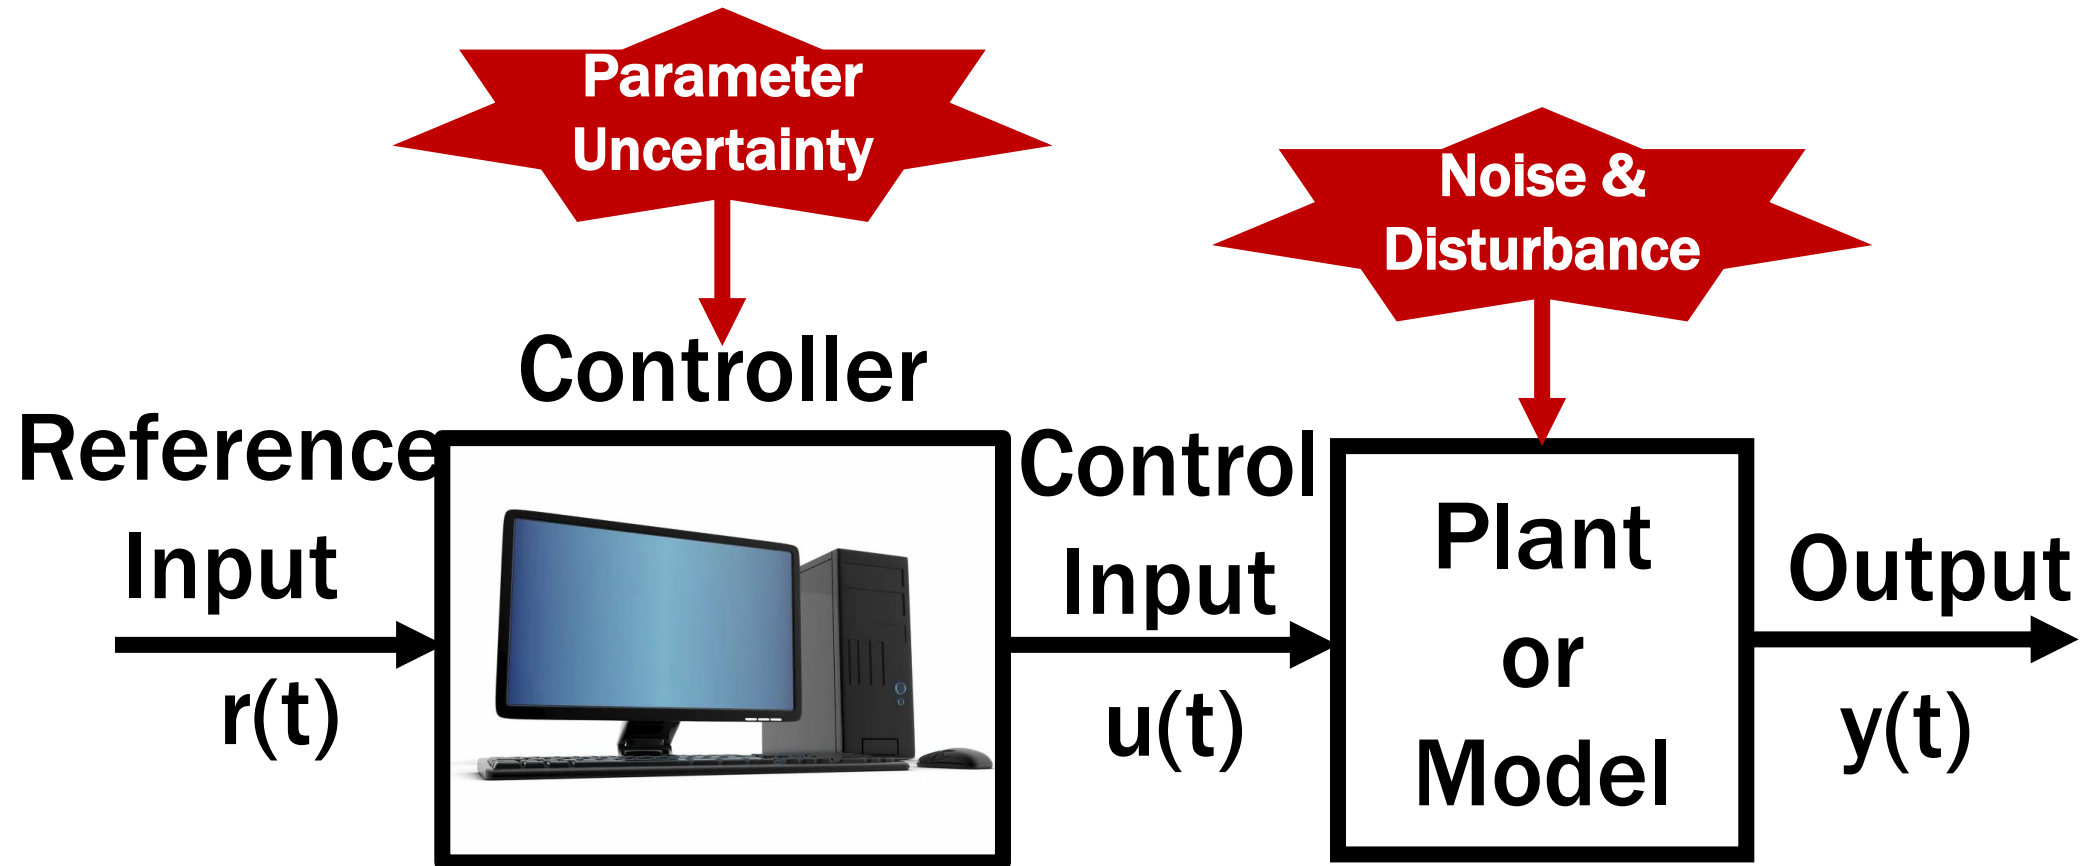 Parameter
Uncertainty
Noise &
Disturbance
Controller
Reference
Input
r(t)
Control
Input
u(t)
Plant
or
Model
Output
y(t)